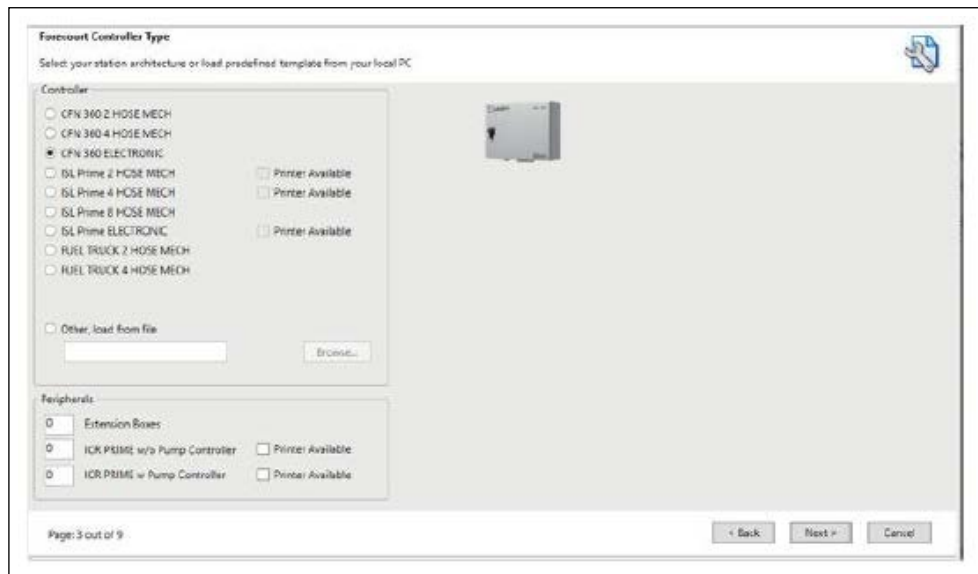 Forecourt Controller Type
Select your station architecture or load predefined template from your local PC
Controller
CFN 360 2 HOSE MECH
CFN 360 4 HOSE MECH
CFN 360 ELECTRONIC
ISL Prime 2 HOSE MECH Printer Available
ISL Prime 4 HOSE MECH Printer Available
ISL Prime 8 HOSE MECH
ISL Prime ELECTRONIC Printer Available
FUEL TRUCK 2 HOSE MECH
FUEL TRUCK 4 HOSE MECH
Other, load from file
Browse...
Peripherals
0 Extension Boxes
0 ICR PRIME w/o Pump Controller Printer Available
0 ICR PRIME w Pump Controller Printer Available
Page: 3 out of 9 < Back Next > Cancel